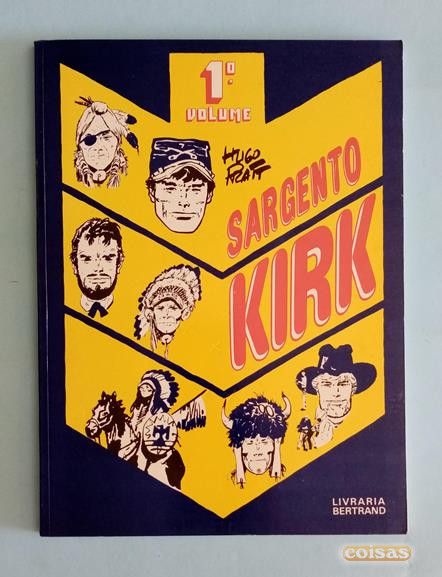 1º
VOLUME
HUGO
PRATT
SARGENTO
KIRK
LIVRARIA
BERTRAND
coisas